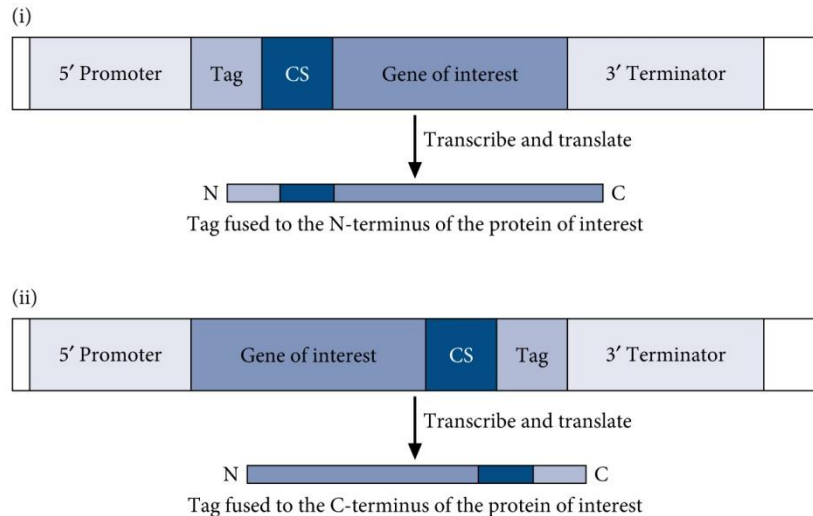 (i)
5′ Promoter Tag CS Gene of interest 3′ Terminator
Transcribe and translate
N C
Tag fused to the N-terminus of the protein of interest
(ii)
5′ Promoter Gene of interest CS Tag 3′ Terminator
Transcribe and translate
N C
Tag fused to the C-terminus of the protein of interest